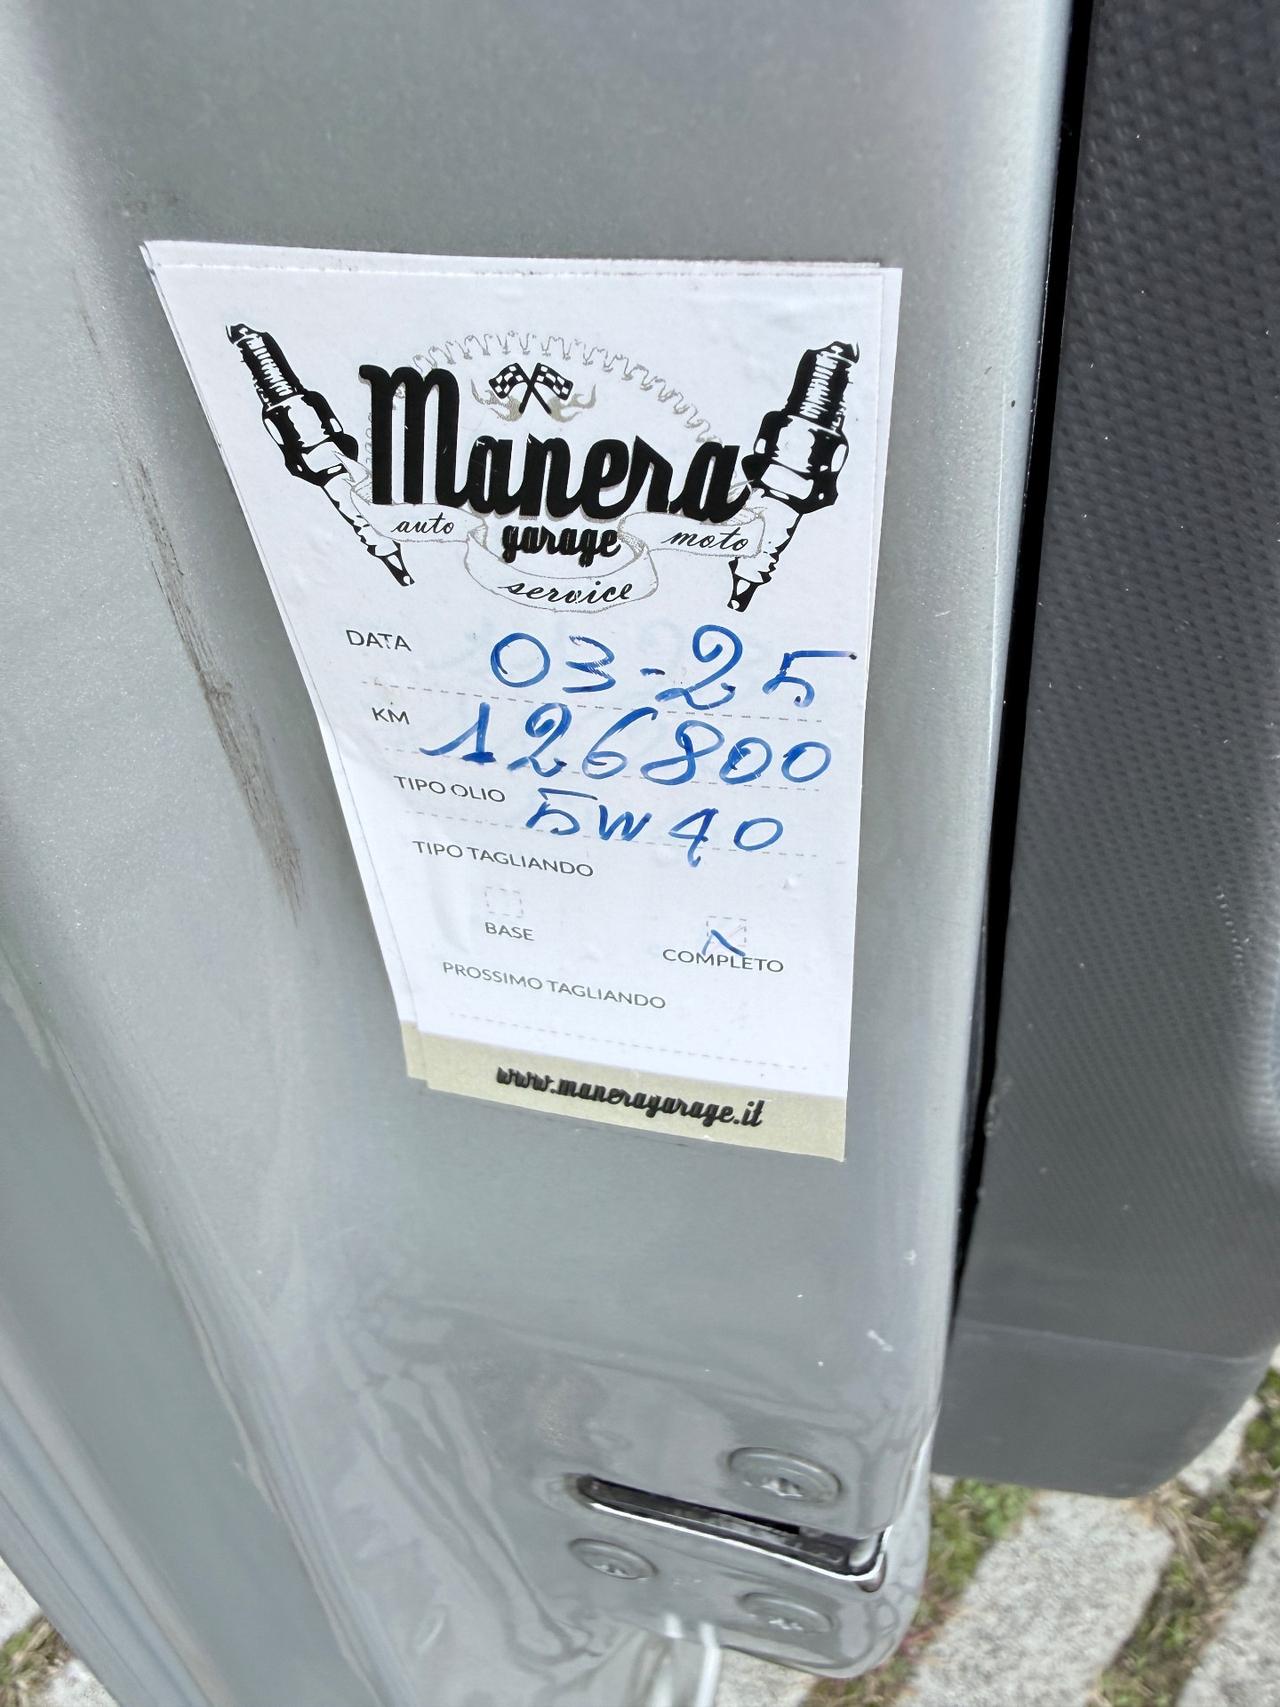 Manera
auto garage moto
service
DATA 03-25
KM 126800
TIPO OLIO 5W40
TIPO TAGLIANDO
BASE COMPLETO
PROSSIMO TAGLIANDO
www.maneragarage.it